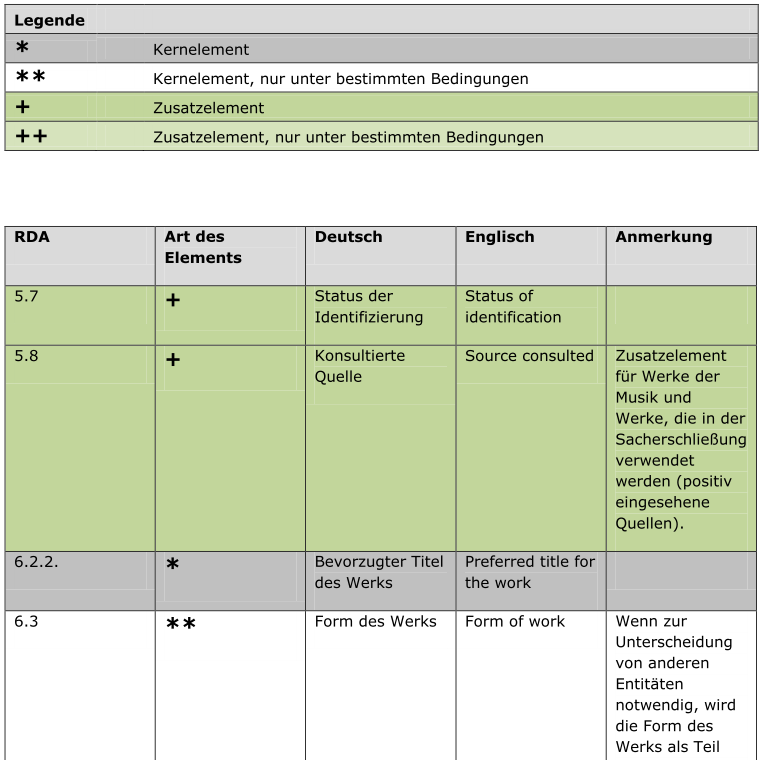 Legende
* Kernelement
** Kernelement, nur unter bestimmten Bedingungen
+ Zusatzelement
++ Zusatzelement, nur unter bestimmten Bedingungen
RDA
Art des
Elements
Deutsch
Englisch
Anmerkung
5.7
+
Status der
Identifizierung
Status of
identification
5.8
+
Konsultierte
Quelle
Source consulted
Zusatzelement
für Werke der
Musik und
Werke, die in der
Sacherschließung
verwendet
werden (positiv
eingesehene
Quellen).
6.2.2.
*
Bevorzugter Titel
des Werks
Preferred title for
the work
6.3
**
Form des Werks
Form of work
Wenn zur
Unterscheidung
von anderen
Entitäten
notwendig, wird
die Form des
Werks als Teil